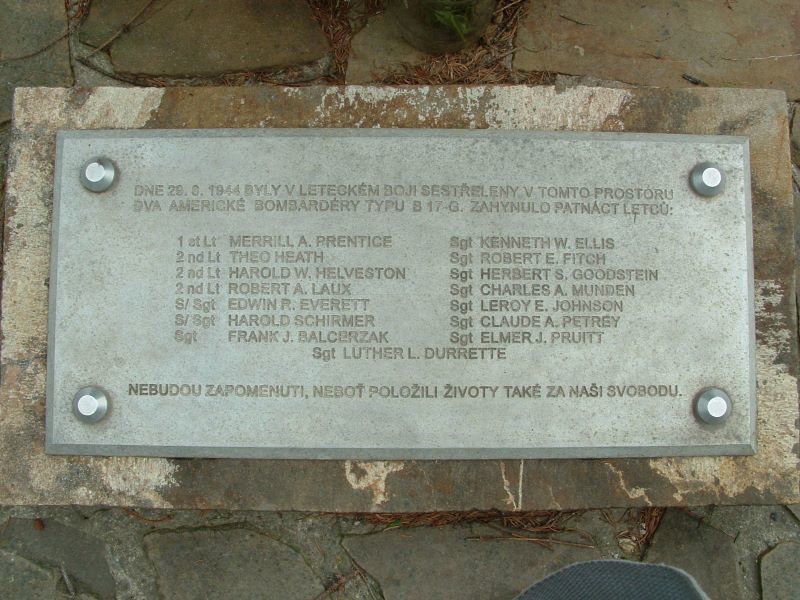 DNE 29. 8. 1944 BYLY V LETECKÉM BOJI SESTŘELENY V TOMTO PROSTORU
DVA AMERICKÉ BOMBARDÉRY TYPU B 17-G. ZAHYNULO PATNÁCT LETCŮ:
1 st Lt MERRILL A. PRENTICE
2 nd Lt THEO HEATH
2 nd Lt HAROLD W. HELVESTON
2 nd Lt ROBERT A. LAUX
S/ Sgt EDWIN R. EVERETT
S/ Sgt HAROLD SCHIRMER
Sgt FRANK J. BALCERZAK
Sgt KENNETH W. ELLIS
Sgt ROBERT E. FITCH
Sgt HERBERT S. GOODSTEIN
Sgt CHARLES A. MUNDEN
Sgt LEROY E. JOHNSON
Sgt CLAUDE A. PETREY
Sgt ELMER J. PRUITT
Sgt LUTHER L. DURRETTE
NEBUDOU ZAPOMENUTI, NEBOŤ POLOŽILI ŽIVOTY TAKÉ ZA NAŠI SVOBODU.